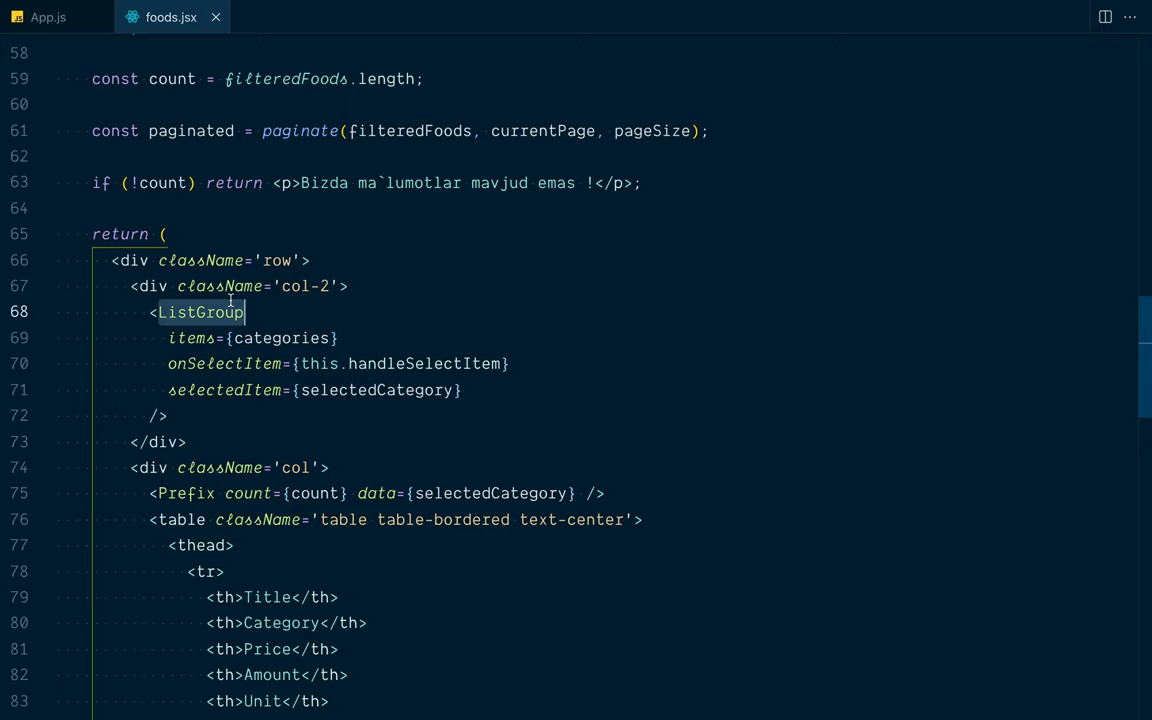 App.js
foods.jsx
58
59 const count = filteredFoods.length;
60
61 const paginated = paginate(filteredFoods, currentPage, pageSize);
62
63 if (!count) return <p>Bizda ma`lumotlar mavjud emas !</p>;
64
65 return (
66 <div className='row'>
67 <div className='col-2'>
68 <ListGroup
69 items={categories}
70 onSelectItem={this.handleSelectItem}
71 selectedItem={selectedCategory}
72 />
73 </div>
74 <div className='col'>
75 <Prefix count={count} data={selectedCategory} />
76 <table className='table table-bordered text-center'>
77 <thead>
78 <tr>
79 <th>Title</th>
80 <th>Category</th>
81 <th>Price</th>
82 <th>Amount</th>
83 <th>Unit</th>